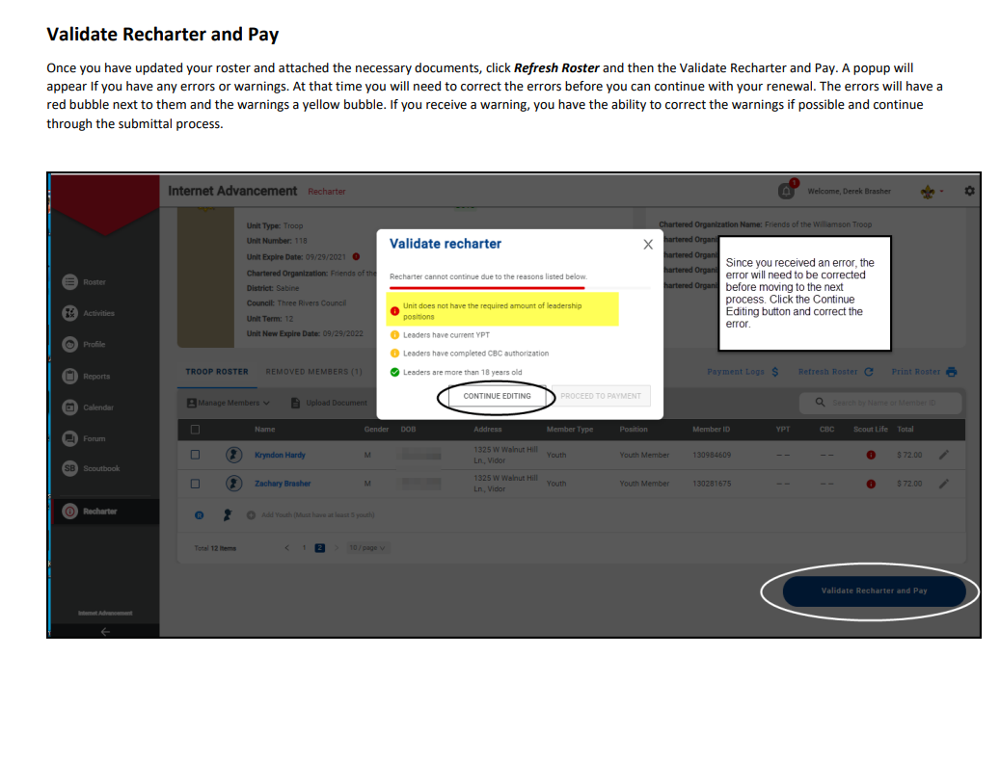 Validate Recharter and Pay
Once you have updated your roster and attached the necessary documents, click Refresh Roster and then the Validate Recharter and Pay. A popup will
appear If you have any errors or warnings. At that time you will need to correct the errors before you can continue with your renewal. The errors will have a
red bubble next to them and the warnings a yellow bubble. If you receive a warning, you have the ability to correct the warnings if possible and continue
through the submittal process.
Internet Advancement Recharter
1
Welcome, Derek Brasher
Roster
Activities
Profile
Reports
Calendar
Forum
SB Scoutbook
Recharter
Internet Advancement
Unit Type: Troop
Unit Number: 118
Unit Expire Date: 09/29/2021
Chartered Organization: Friends of the
District: Sabine
Council: Three Rivers Council
Unit Term: 12
Unit New Expire Date: 09/29/2022
Chartered Organization Name: Friends of the Williamson Troop
hartered Organi
hartered Organi
hartered Organi
hartered Organi
Validate recharter X
Recharter cannot continue due to the reasons listed below.
Unit does not have the required amount of leadership
positions
Leaders have current YPT
Leaders have completed CBC authorization
Leaders are more than 18 years old
CONTINUE EDITING PROCEED TO PAYMENT
Since you received an error, the
error will need to be corrected
before moving to the next
process. Click the Continue
Editing button and correct the
error.
TROOP ROSTER REMOVED MEMBERS (1) Payment Logs $ Refresh Roster Print Roster
Manage Members Upload Document Search by Name or Member ID
Name Gender DOB Address Member Type Position Member ID YPT CBC Scout Life Total
Kryndon Hardy M 1325 W Walnut Hill
Ln., Vidor Youth Youth Member 130984609 -- -- $ 72.00
Zachary Brasher M 1325 W Walnut Hill
Ln., Vidor Youth Youth Member 130281675 -- -- $ 72.00
Add Youth (Must have at least 5 youth)
Total 12 items < 1 2 > 10 / page
Validate Recharter and Pay